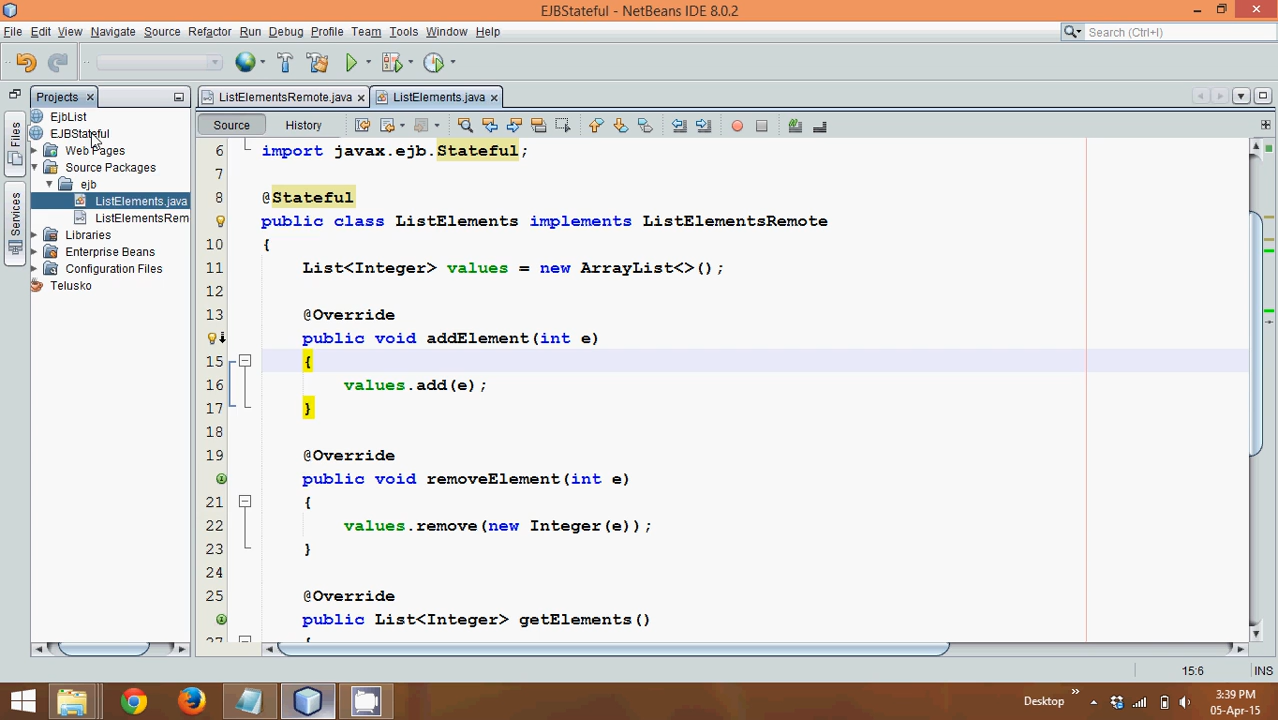 EJBStateful - NetBeans IDE 8.0.2
File Edit View Navigate Source Refactor Run Debug Profile Team Tools Window Help
Search (Ctrl+I)
Projects
ListElementsRemote.java
ListElements.java
Files
Services
EjbList
EJBStateful
Web Pages
Source Packages
ejb
ListElements.java
ListElementsRem
Libraries
Enterprise Beans
Configuration Files
Telusko
Source
History
6 import javax.ejb.Stateful;
7
8 @Stateful
public class ListElements implements ListElementsRemote
10 {
11 List<Integer> values = new ArrayList<>();
12
13 @Override
public void addElement(int e)
15 {
16 values.add(e);
17 }
18
19 @Override
public void removeElement(int e)
21 {
22 values.remove(new Integer(e));
23 }
24
25 @Override
public List<Integer> getElements()
27 {
15:6
INS
Desktop
3:39 PM
05-Apr-15